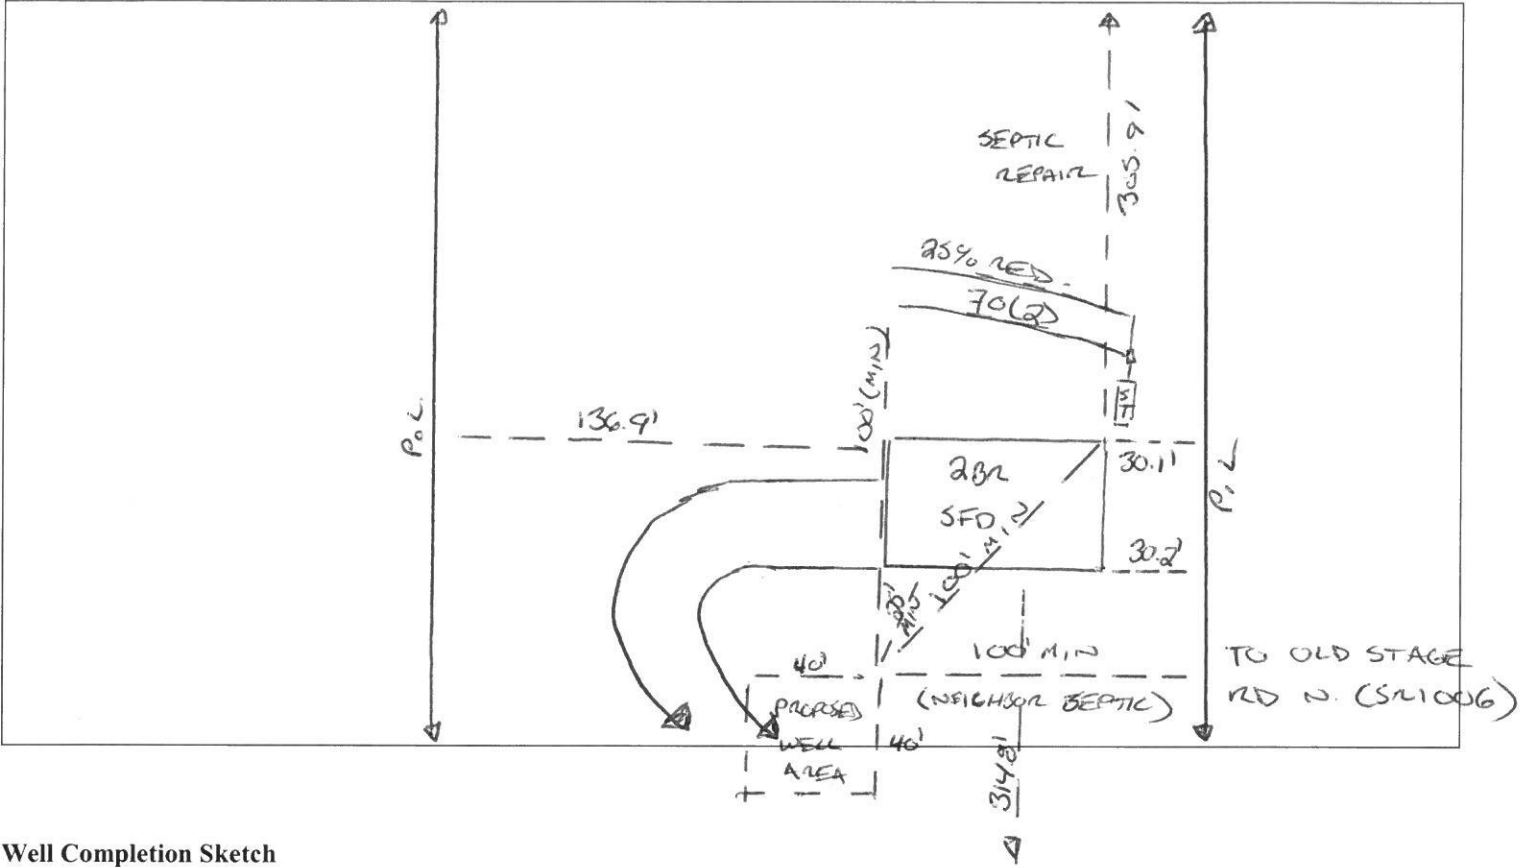 SEPTIC
REPAIR
305.9'
25% RED.
70(2)
100' (MIN)
136.9'
P.L.
2BR
SFD
30.1'
P.L
30.2'
100' MIN
MIN
100' MIN
(NEIGHBOR SEPTIC)
TO OLD STAGE
RD N. (SR1006)
40'
PROPOSED
WELL
AREA
40'
314.8'
Well Completion Sketch